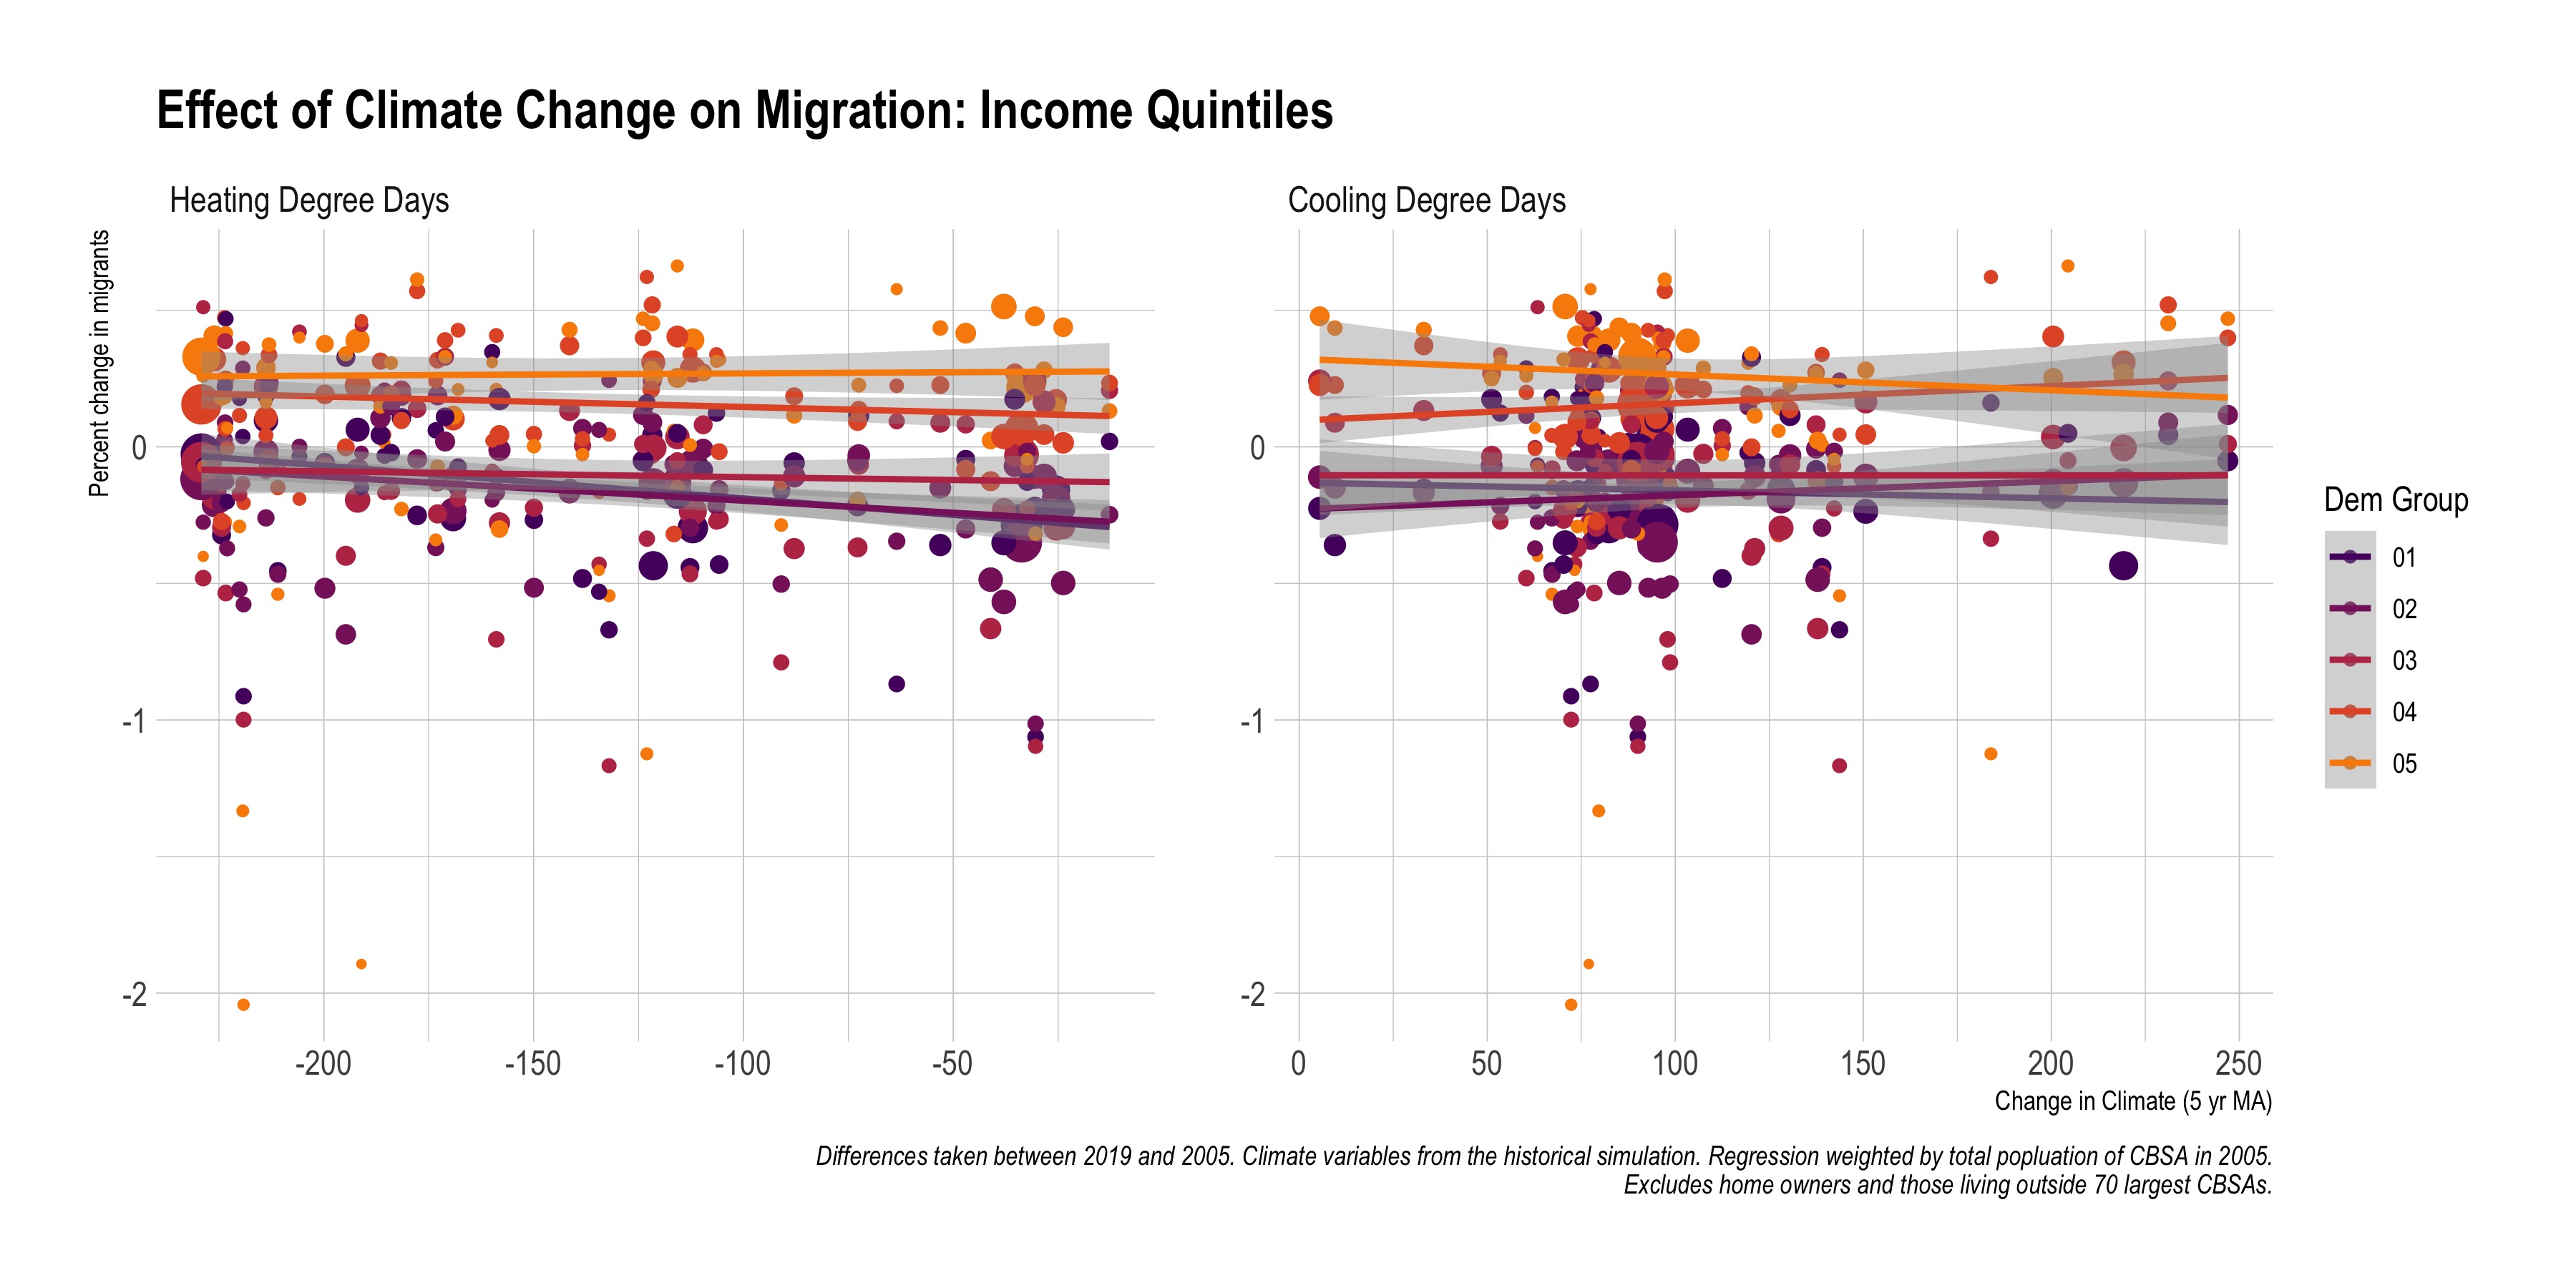 Effect of Climate Change on Migration: Income Quintiles
Heating Degree Days
Cooling Degree Days
Percent change in migrants
0
-1
-2
-200
-150
-100
-50
0
-1
-2
0
50
100
150
200
250
Change in Climate (5 yr MA)
Dem Group
01
02
03
04
05
Differences taken between 2019 and 2005. Climate variables from the historical simulation. Regression weighted by total popluation of CBSA in 2005.
Excludes home owners and those living outside 70 largest CBSAs.